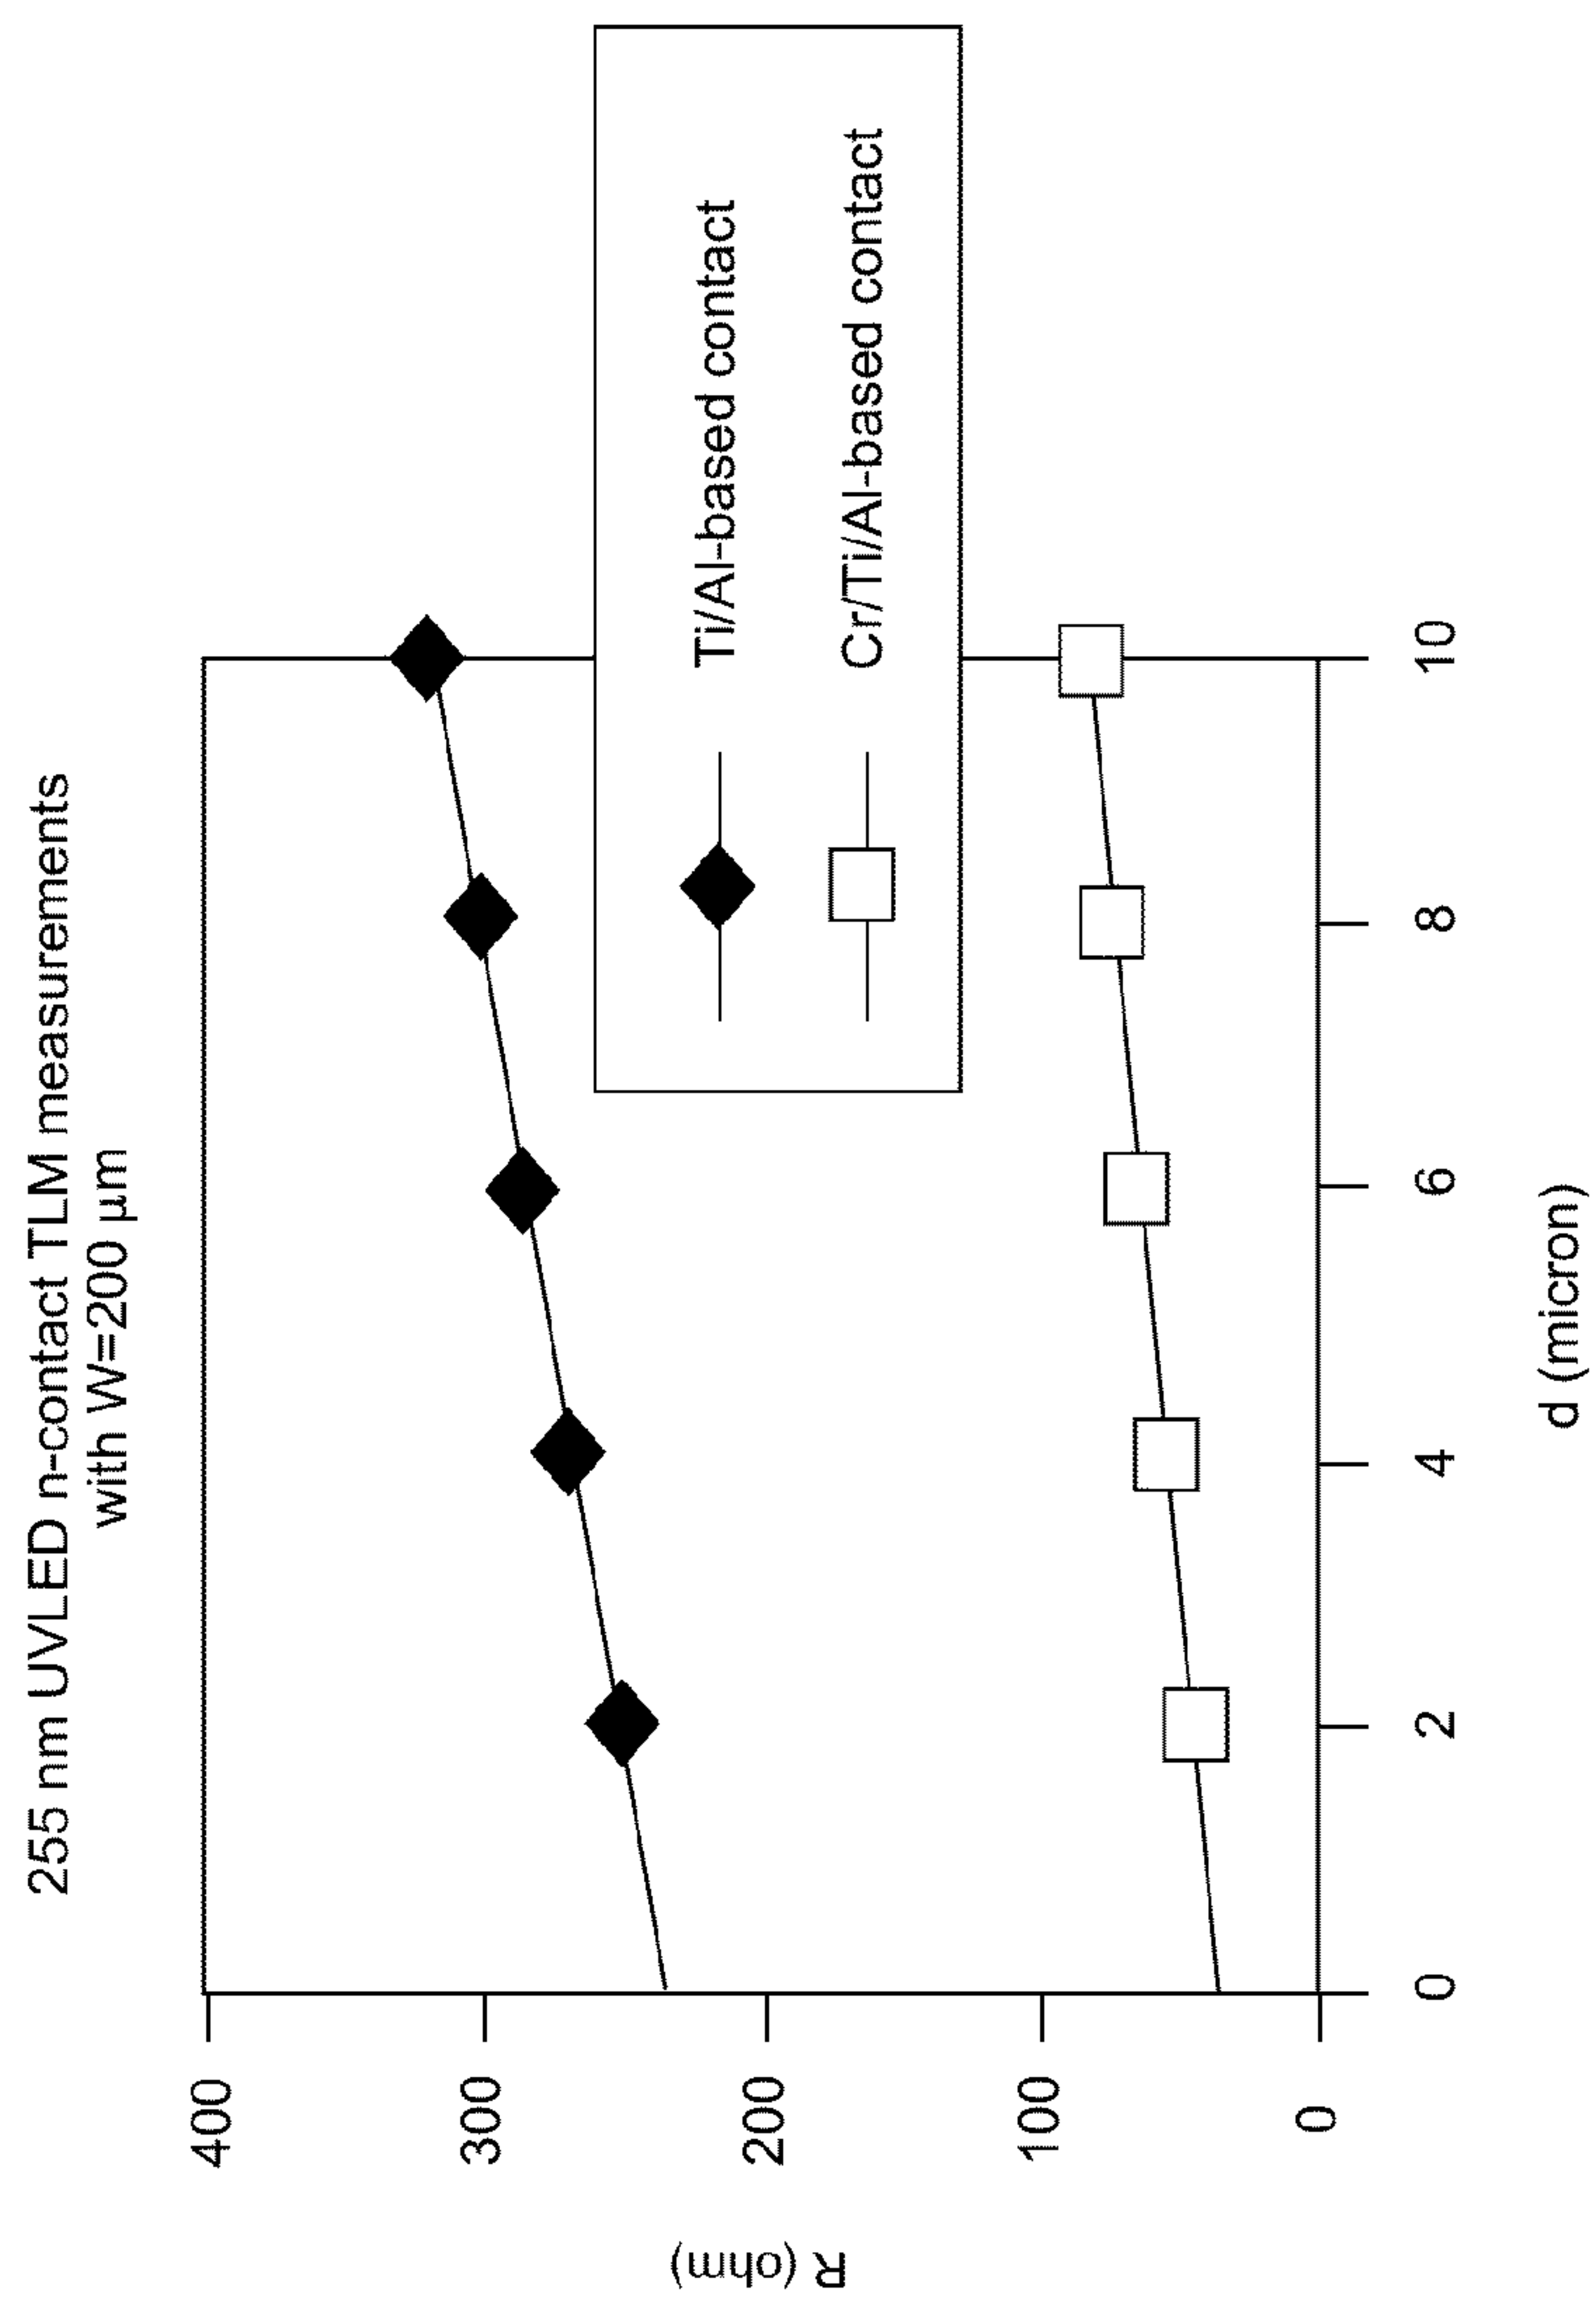 255 nm UVLED n-contact TLM measurements
with W=200 μm
400
300
200
100
0
R (ohm)
Ti/Al-based contact
Cr/Ti/Al-based contact
0
2
4
6
8
10
d (micron)